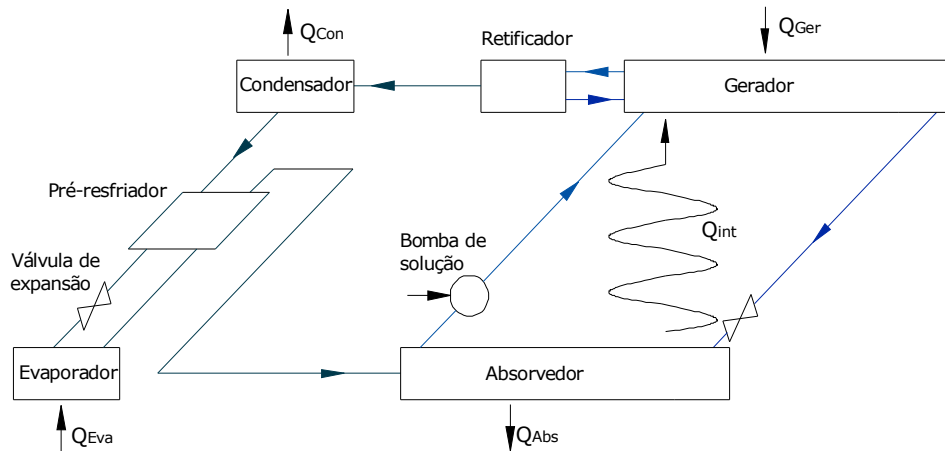 QCon
Retificador
QGer
Condensador
Gerador
Pré-resfriador
Qint
Bomba de
solução
Válvula de
expansão
Evaporador
Absorvedor
QEva
QAbs